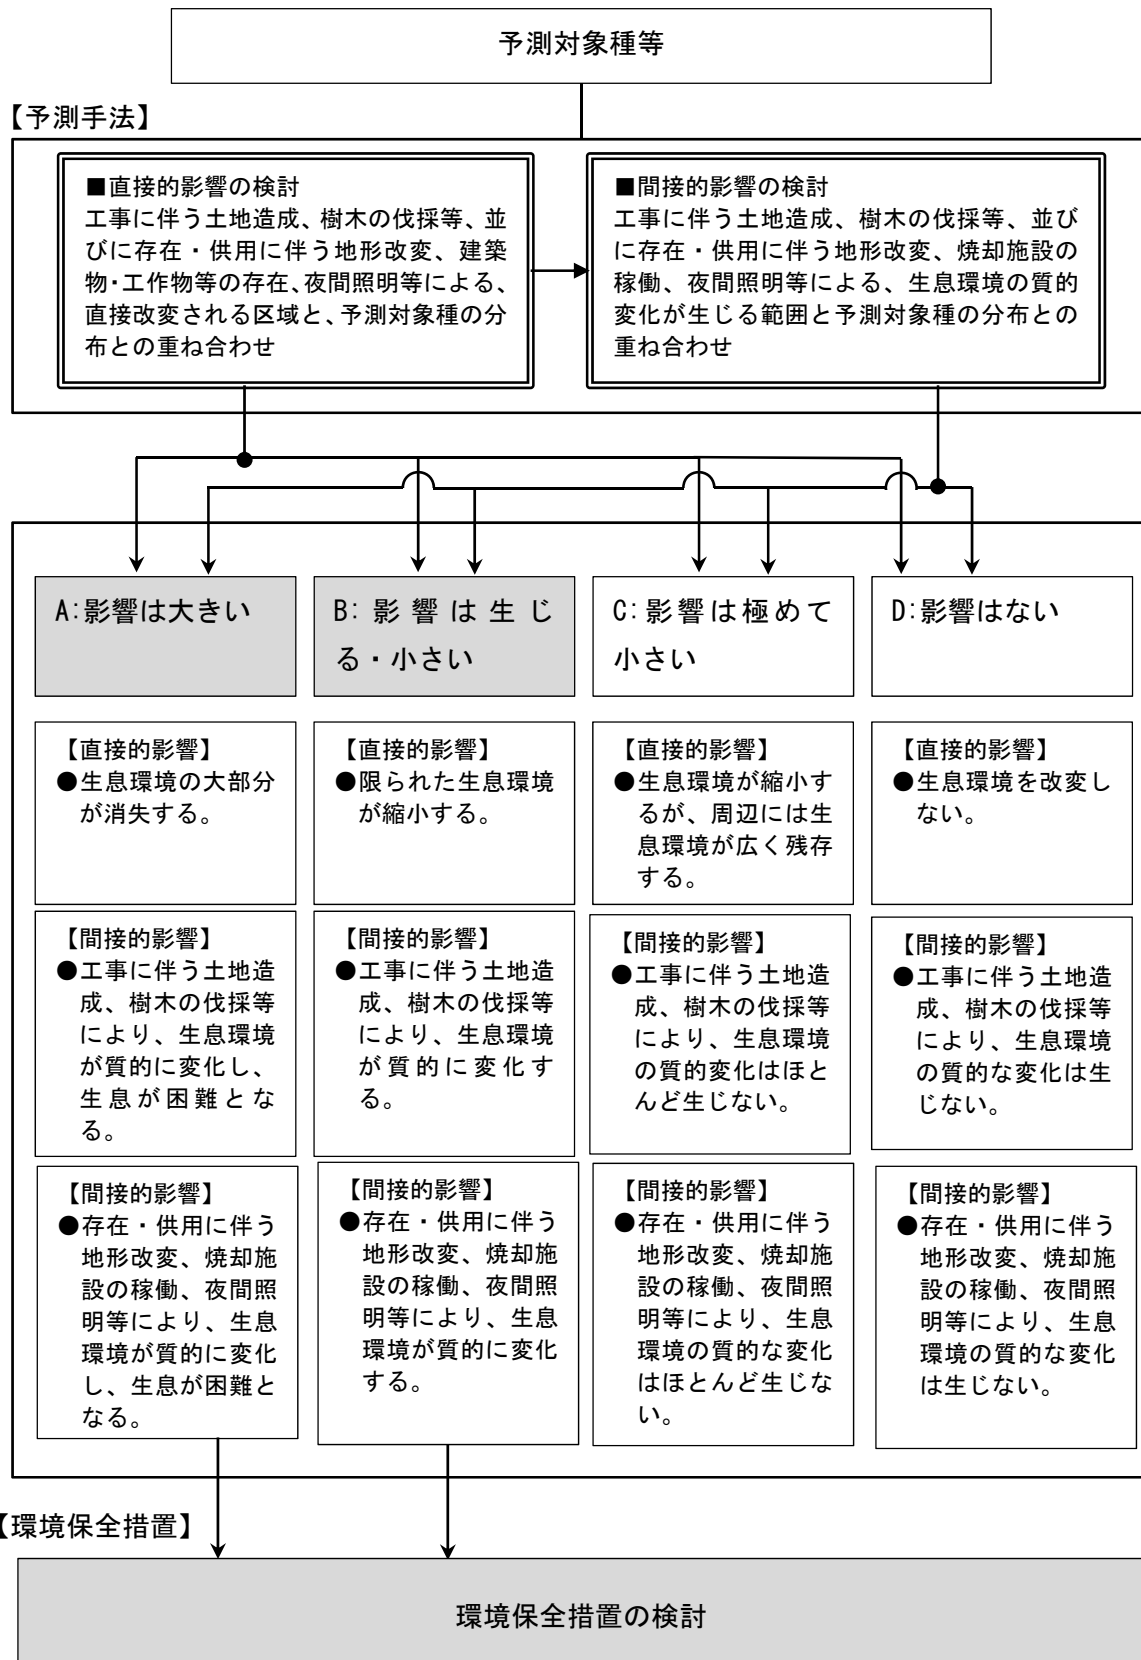 予測対象種等
【予測手法】
■直接的影響の検討
工事に伴う土地造成、樹木の伐採等、並
びに存在・供用に伴う地形改変、建築
物・工作物等の存在、夜間照明等による、
直接改変される区域と、予測対象種の分
布との重ね合わせ
■間接的影響の検討
工事に伴う土地造成、樹木の伐採等、並び
に存在・供用に伴う地形改変、焼却施設の
稼働、夜間照明等による、生息環境の質的
変化が生じる範囲と予測対象種の分布との
重ね合わせ
A:影響は大きい
B:影響は生じ
る・小さい
C:影響は極めて
小さい
D:影響はない
【直接的影響】
●生息環境の大部分
が消失する。
【直接的影響】
●限られた生息環境
が縮小する。
【直接的影響】
●生息環境が縮小す
るが、周辺には生
息環境が広く残存
する。
【直接的影響】
●生息環境を改変し
ない。
【間接的影響】
●工事に伴う土地造
成、樹木の伐採等
により、生息環境
が質的に変化し、
生息が困難とな
る。
【間接的影響】
●工事に伴う土地造
成、樹木の伐採等
により、生息環境
が質的に変化す
る。
【間接的影響】
●工事に伴う土地造
成、樹木の伐採等
により、生息環境
の質的変化はほと
んど生じない。
【間接的影響】
●工事に伴う土地造
成、樹木の伐採等
により、生息環境
の質的な変化は生
じない。
【間接的影響】
●存在・供用に伴う
地形改変、焼却施
設の稼働、夜間照
明等により、生息
環境が質的に変化
し、生息が困難と
なる。
【間接的影響】
●存在・供用に伴う
地形改変、焼却施
設の稼働、夜間照
明等により、生息
環境が質的に変化
する。
【間接的影響】
●存在・供用に伴う
地形改変、焼却施
設の稼働、夜間照
明等により、生息
環境の質的な変化
はほとんど生じな
い。
【間接的影響】
●存在・供用に伴う
地形改変、焼却施
設の稼働、夜間照
明等により、生息
環境の質的な変化
は生じない。
【環境保全措置】
環境保全措置の検討